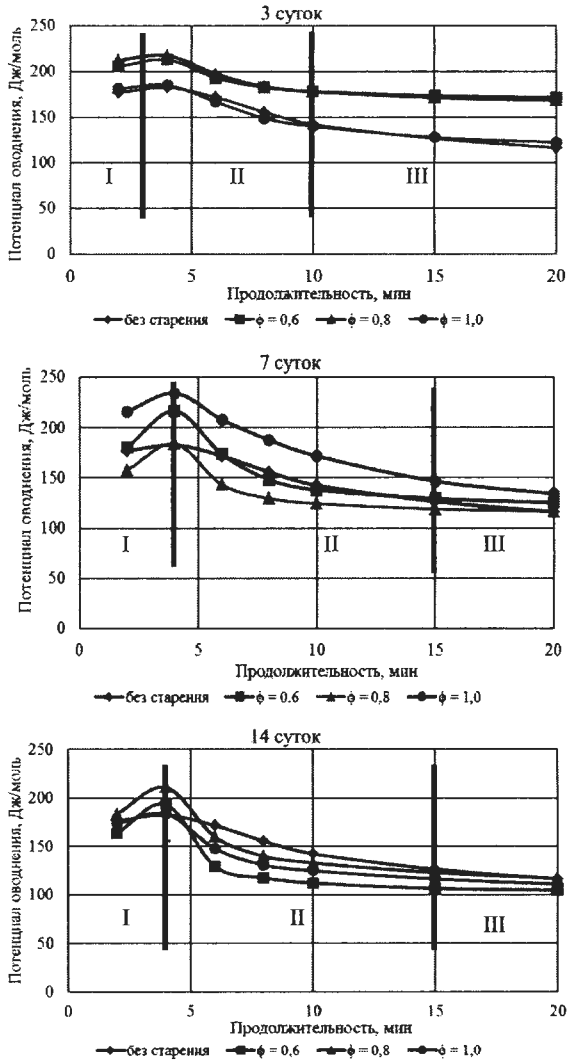 3 суток
Потенциал оводнения, Дж/моль
250
200
150
100
50
0
I II III
0 5 10 15 20
Продолжительность, мин
без старения ф = 0,6 ф = 0,8 ф = 1,0
7 суток
Потенциал оводнения, Дж/моль
250
200
150
100
50
0
I II III
0 5 10 15 20
Продолжительность, мин
без старения ф = 0.6 ф = 0,8 ф = 1,0
14 суток
Потенциал оводнения, Дж/моль
250
200
150
100
50
0
I II III
0 5 10 15 20
Продолжительность, мин
без старения ф = 0,6 ф = 0,8 ф = 1,0